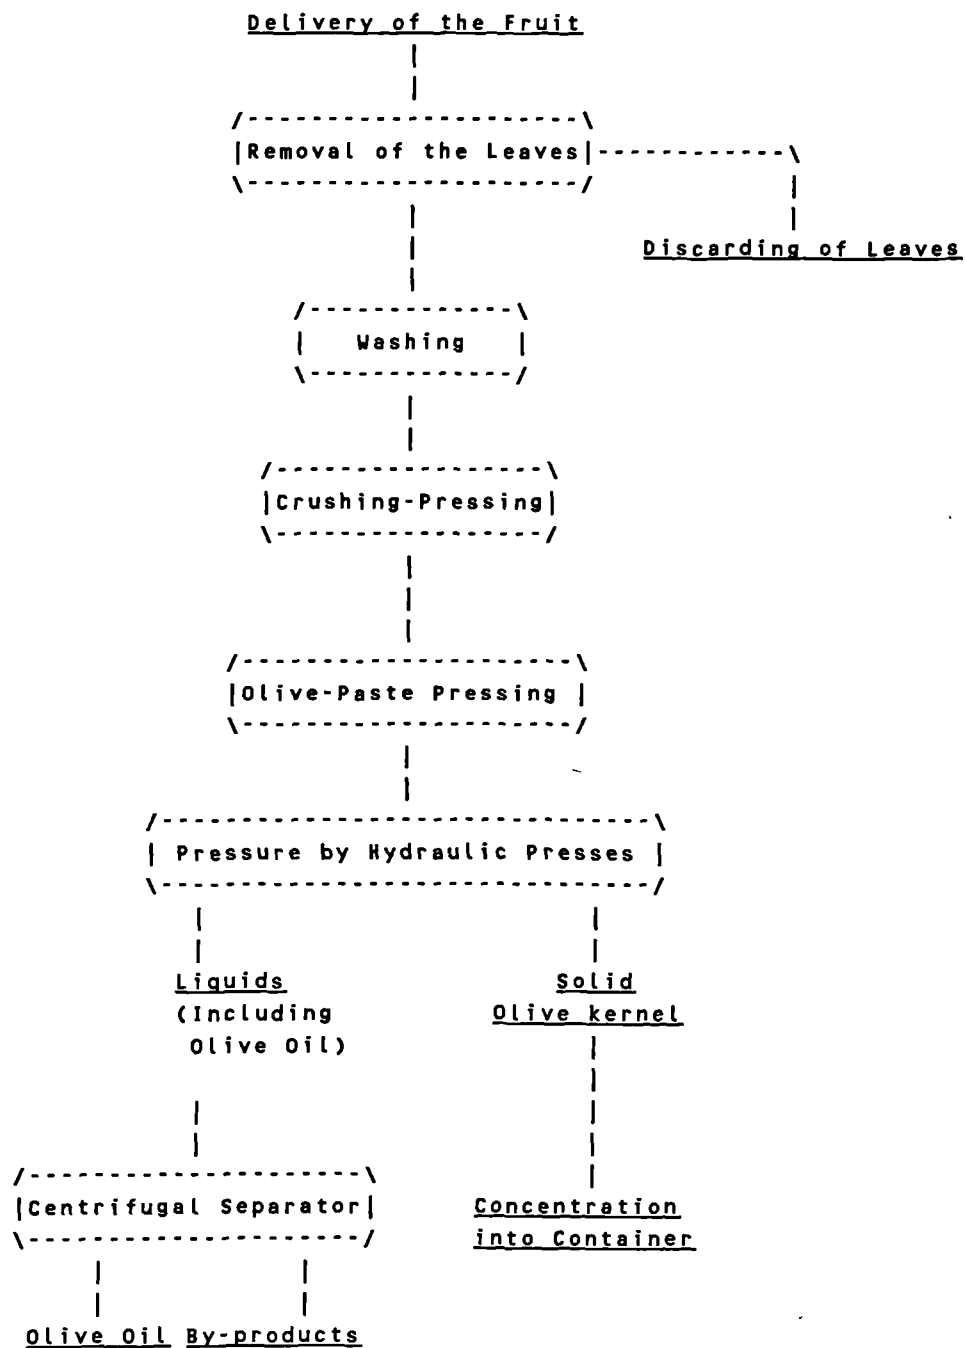 Delivery of the Fruit
Removal of the Leaves
Discarding of Leaves
Washing
Crushing-Pressing
Olive-Paste Pressing
Pressure by Hydraulic Presses
Liquids
(Including
Olive Oil)
Solid
Olive kernel
Centrifugal Separator
Concentration
into Container
Olive Oil By-products